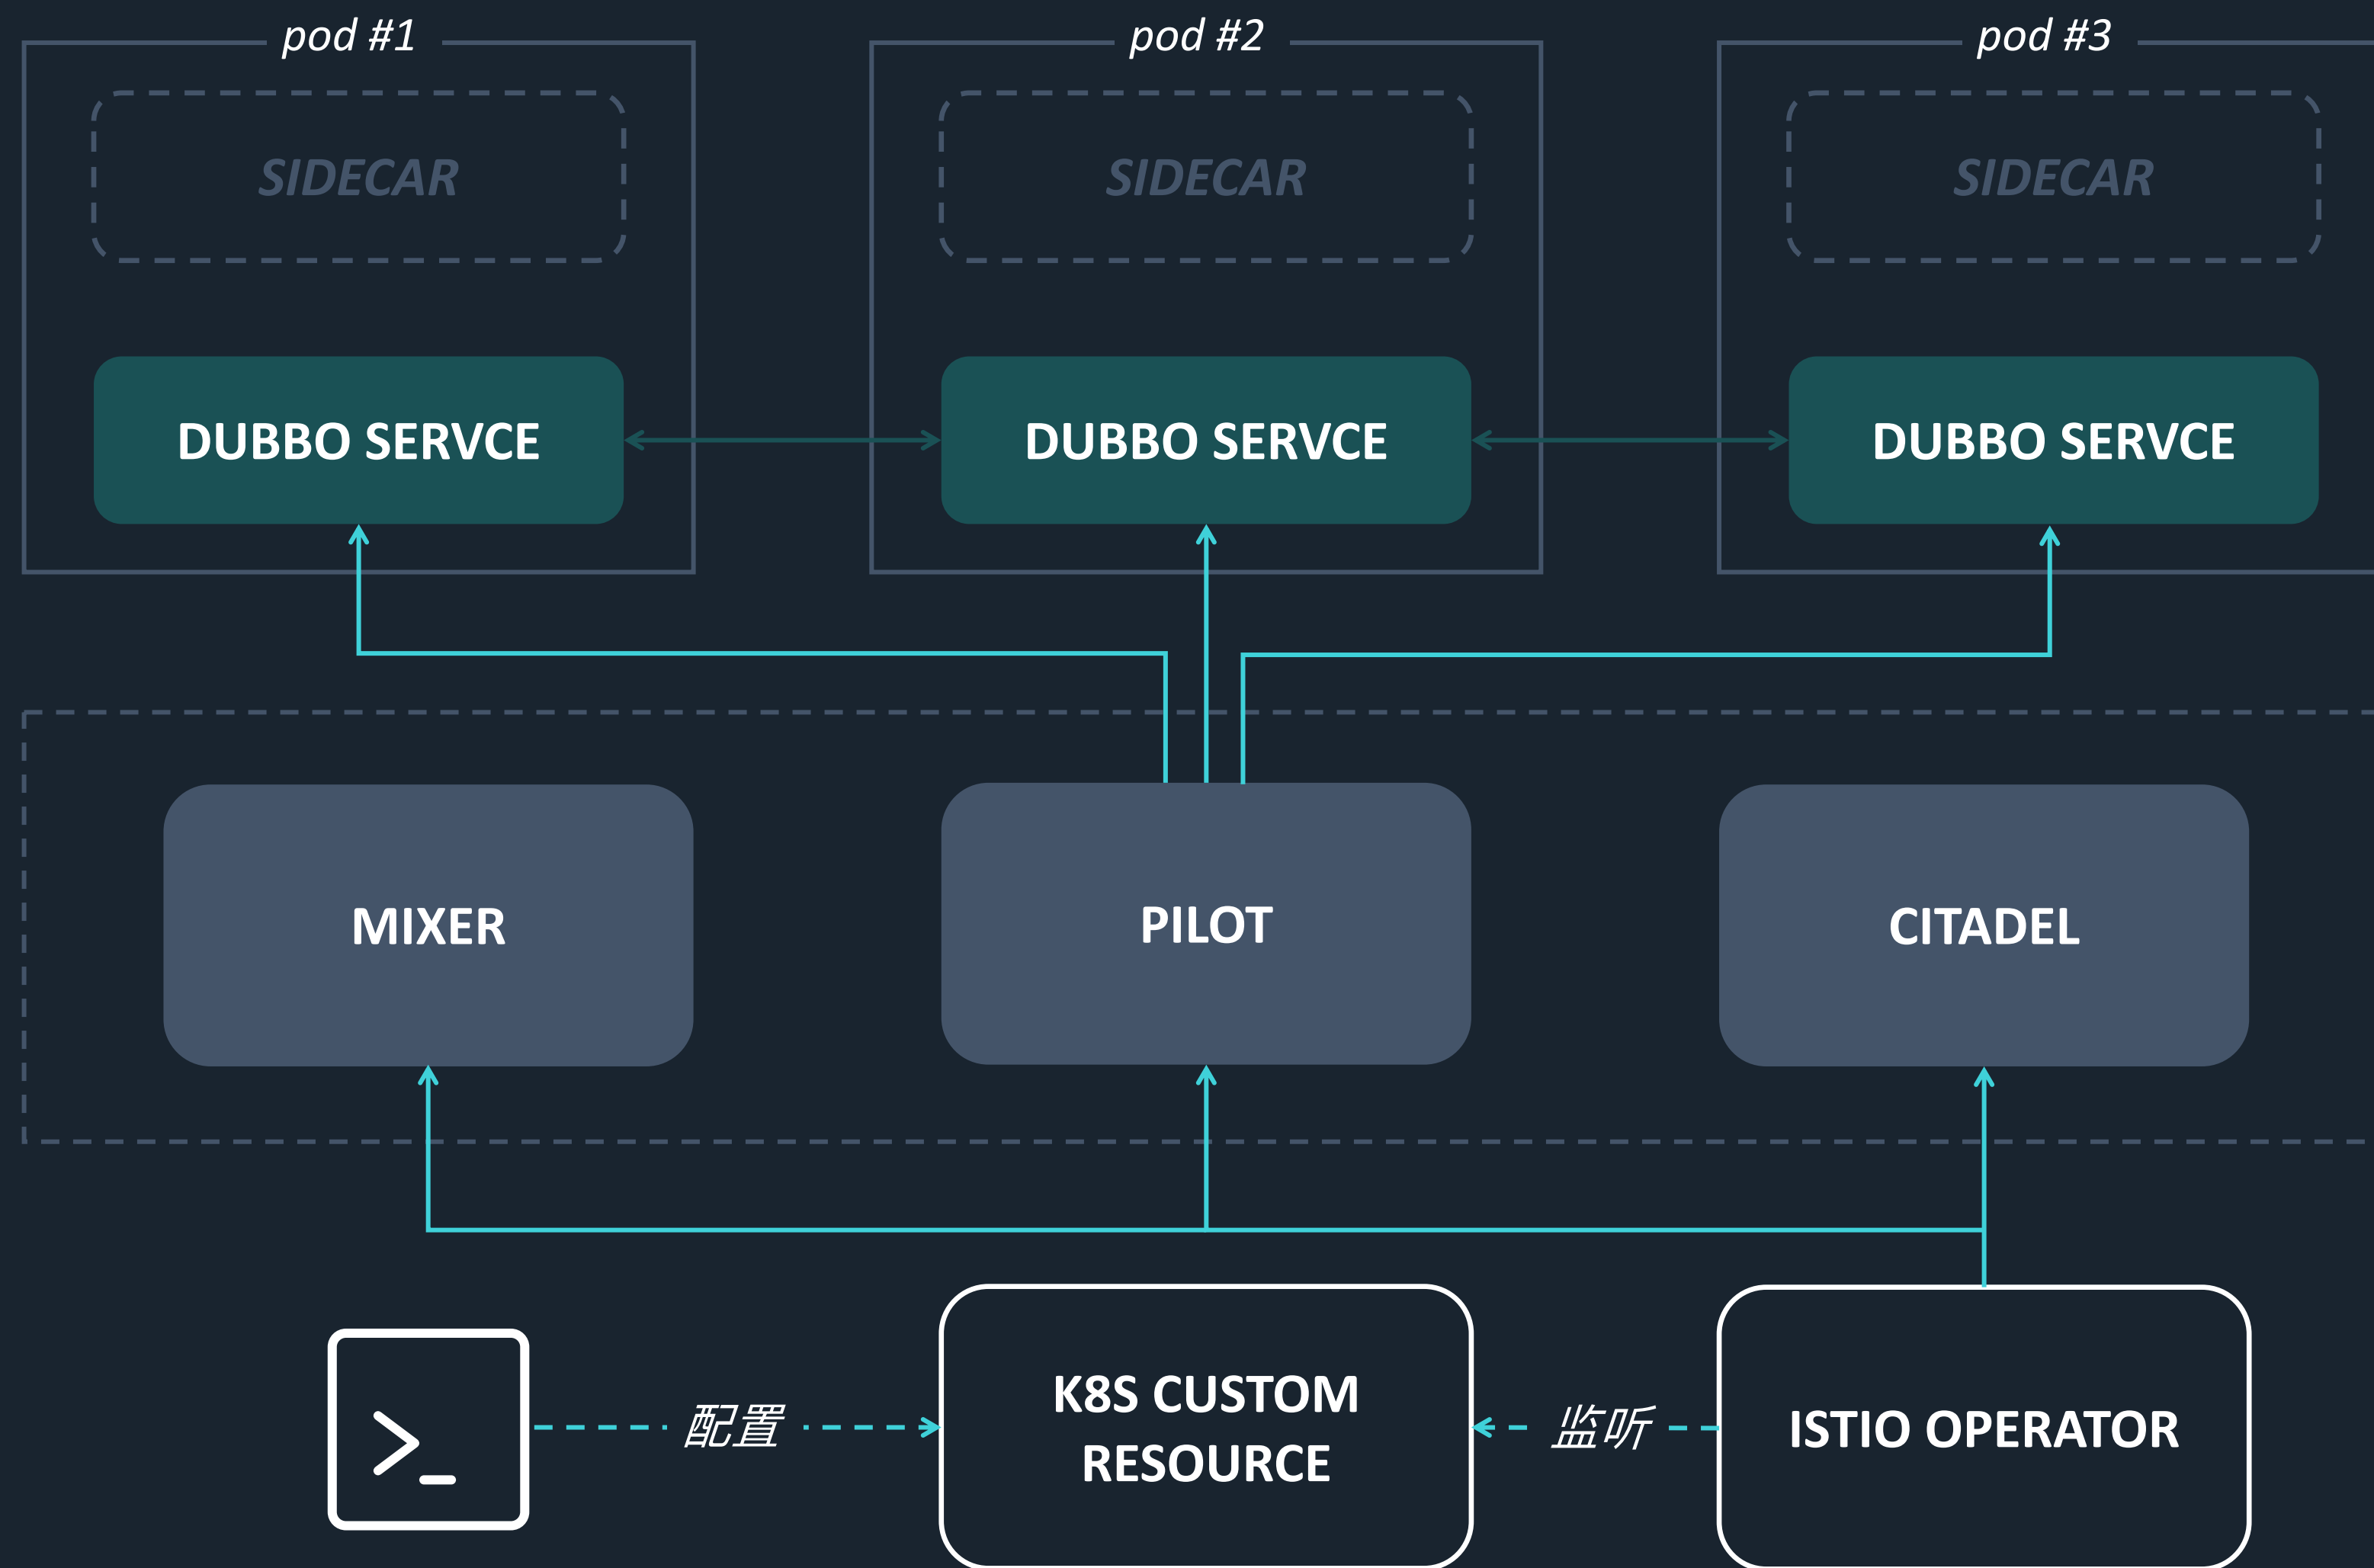 pod #1
pod #2
pod #3
SIDECAR
SIDECAR
SIDECAR
DUBBO SERVCE
DUBBO SERVCE
DUBBO SERVCE
MIXER
PILOT
CITADEL
>_
配置
K8S CUSTOM
RESOURCE
监听
ISTIO OPERATOR